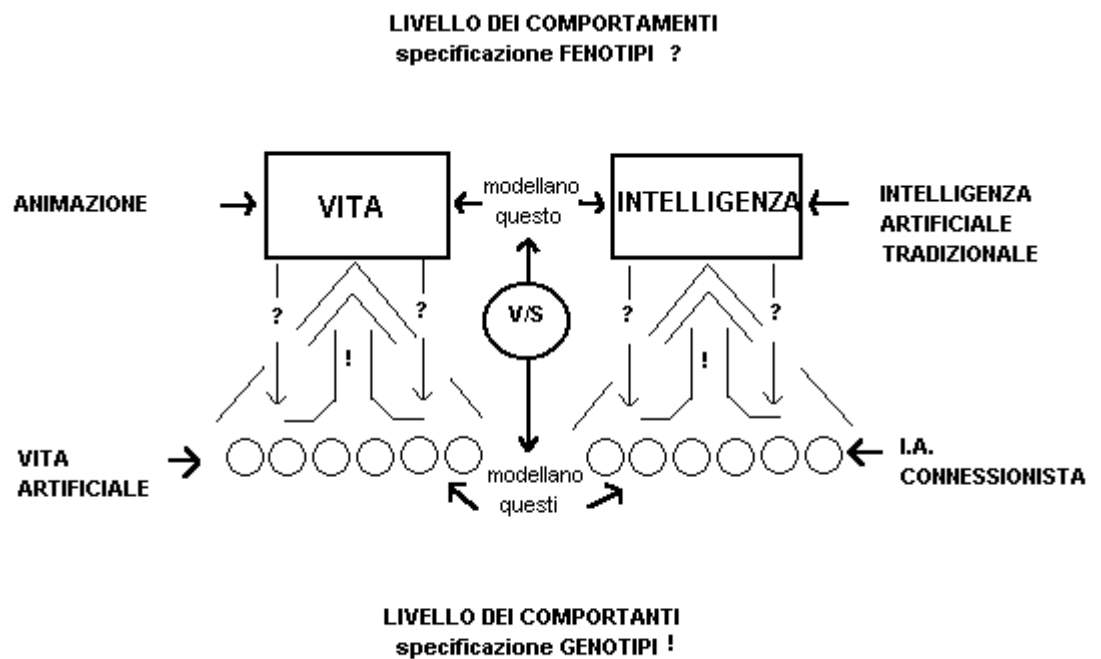 LIVELLO DEI COMPORTAMENTI
specificazione FENOTIPI ?
ANIMAZIONE
VITA
modellano
questo
INTELLIGENZA
INTELLIGENZA
ARTIFICIALE
TRADIZIONALE
?
?
V/S
?
?
!
!
VITA
ARTIFICIALE
modellano
questi
I.A.
CONNESSIONISTA
LIVELLO DEI COMPORTANTI
specificazione GENOTIPI !